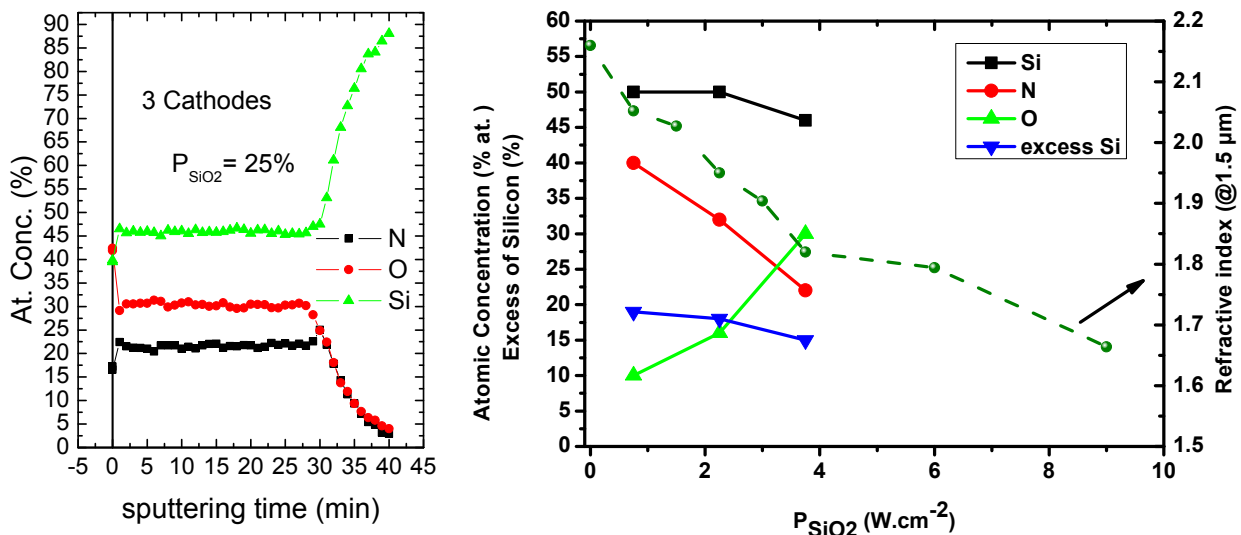 90
85
80
75
70
65
60
55
50
45
40
35
30
25
20
15
10
5
0
At. Conc. (%)
3 Cathodes
P_SiO2 = 25%
N
O
Si
-5 0 5 10 15 20 25 30 35 40 45
sputtering time (min)
60
55
50
45
40
35
30
25
20
15
10
5
0
Atomic Concentration (% at.)
Excess of Silicon (%)
Si
N
O
excess Si
2.2
2.1
2.0
1.9
1.8
1.7
1.6
1.5
Refractive index (@1.5 µm)
0 2 4 6 8 10
P_SiO2 (W.cm^-2)